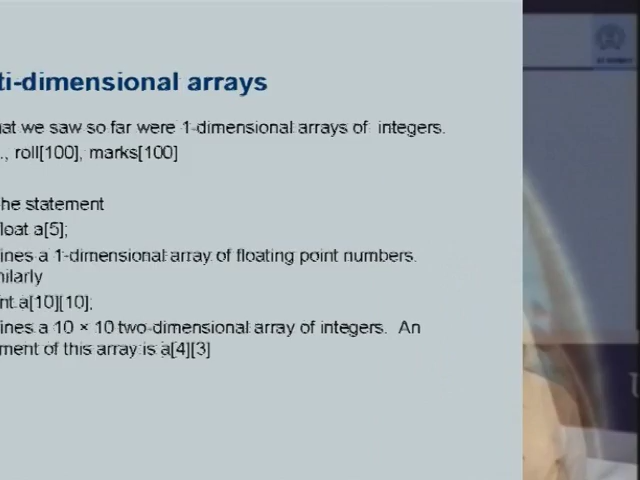 ti-dimensional arrays
at we saw so far were 1-dimensional arrays of integers.
., roll[100], marks[100]
he statement
loat a[5];
ines a 1-dimensional array of floating point numbers.
nilarly
nt a[10][10];
ines a 10 × 10 two-dimensional array of integers. An
ment of this array is a[4][3]